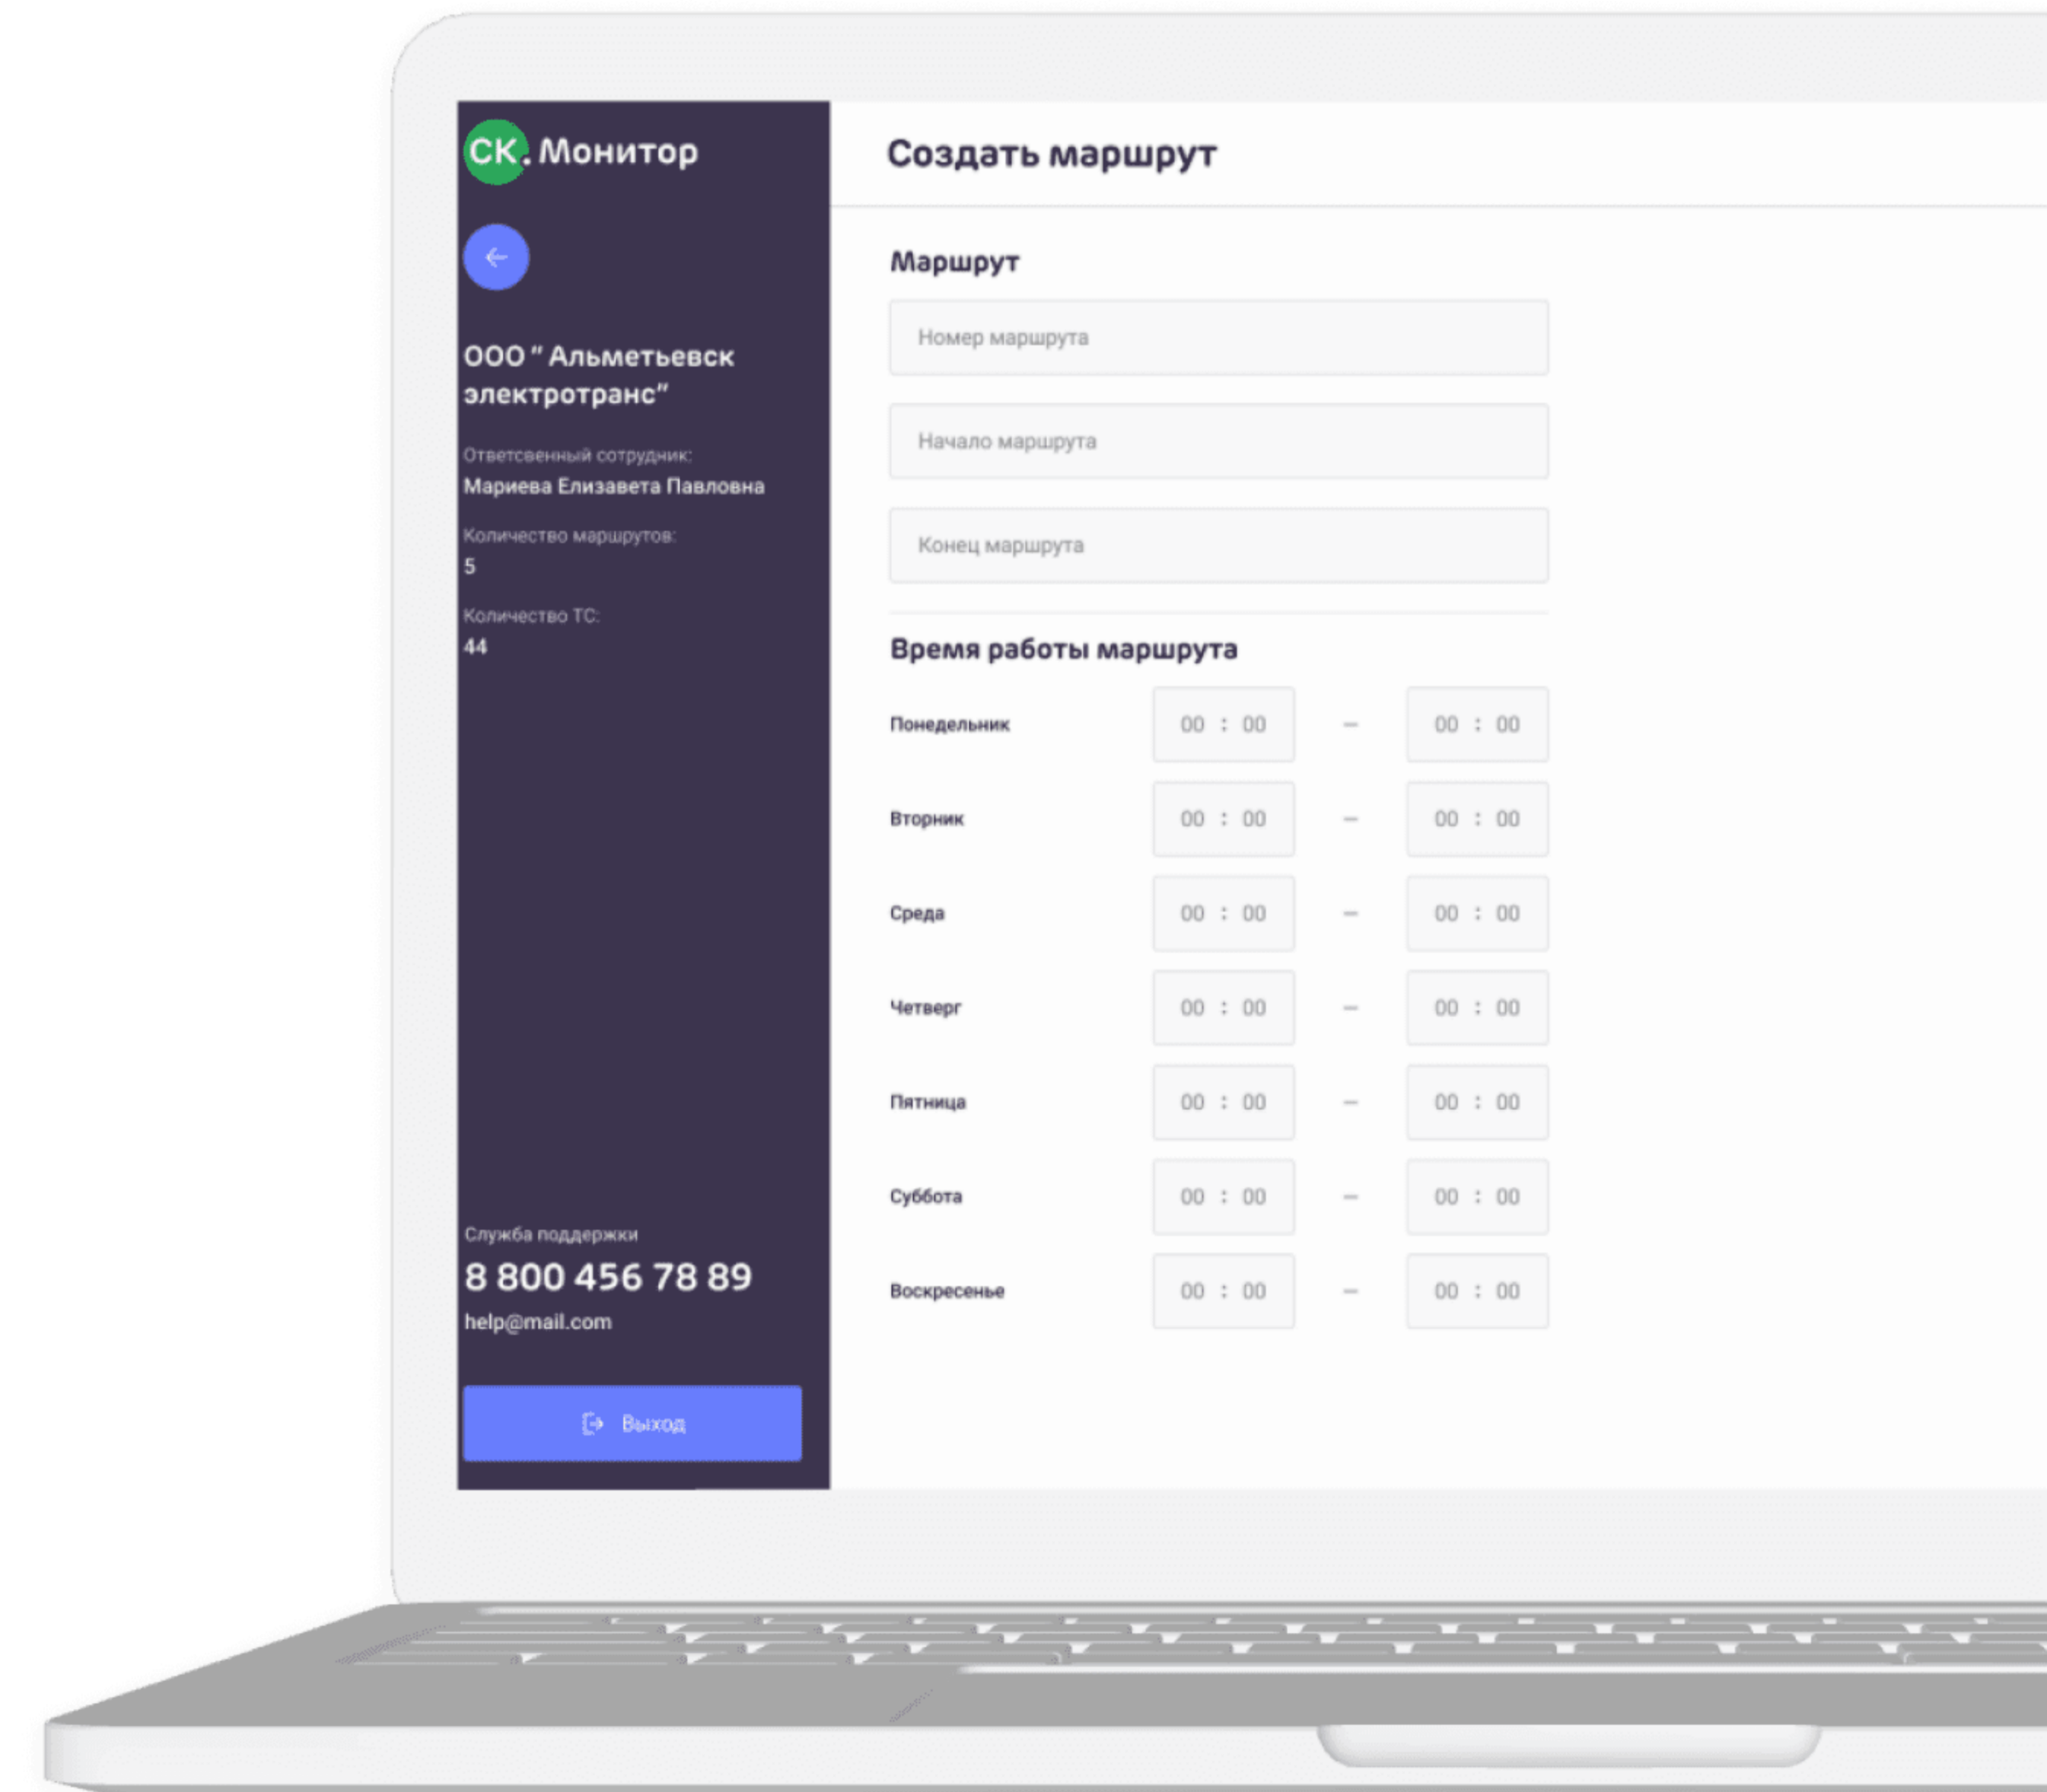 СК. Монитор
ООО " Альметьевск
электротранс"
Ответсвенный сотрудник:
Мариева Елизавета Павловна
Количество маршрутов:
5
Количество ТС:
44
Служба поддержки
8 800 456 78 89
help@mail.com
Выход
Создать маршрут
Маршрут
Номер маршрута
Начало маршрута
Конец маршрута
Время работы маршрута
Понедельник 00 : 00 – 00 : 00
Вторник 00 : 00 – 00 : 00
Среда 00 : 00 – 00 : 00
Четверг 00 : 00 – 00 : 00
Пятница 00 : 00 – 00 : 00
Суббота 00 : 00 – 00 : 00
Воскресенье 00 : 00 – 00 : 00